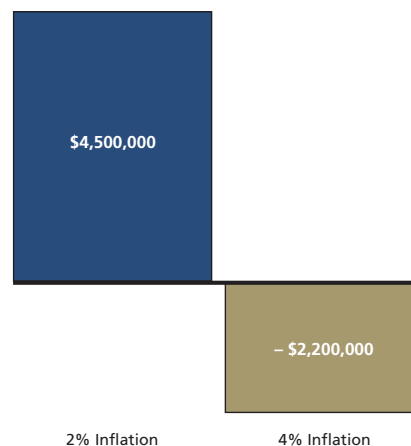 $4,500,000
– $2,200,000
2% Inflation
4% Inflation